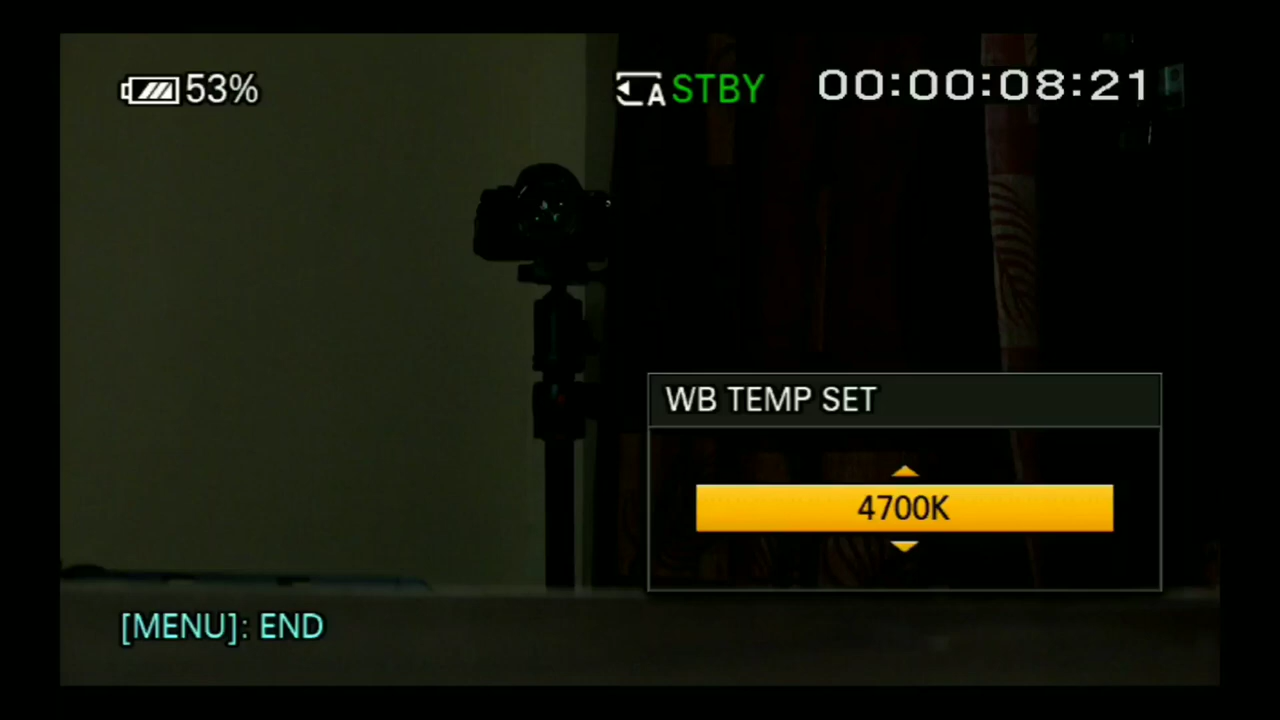 53%
A STBY
00:00:08:21
WB TEMP SET
4700K
[MENU]: END